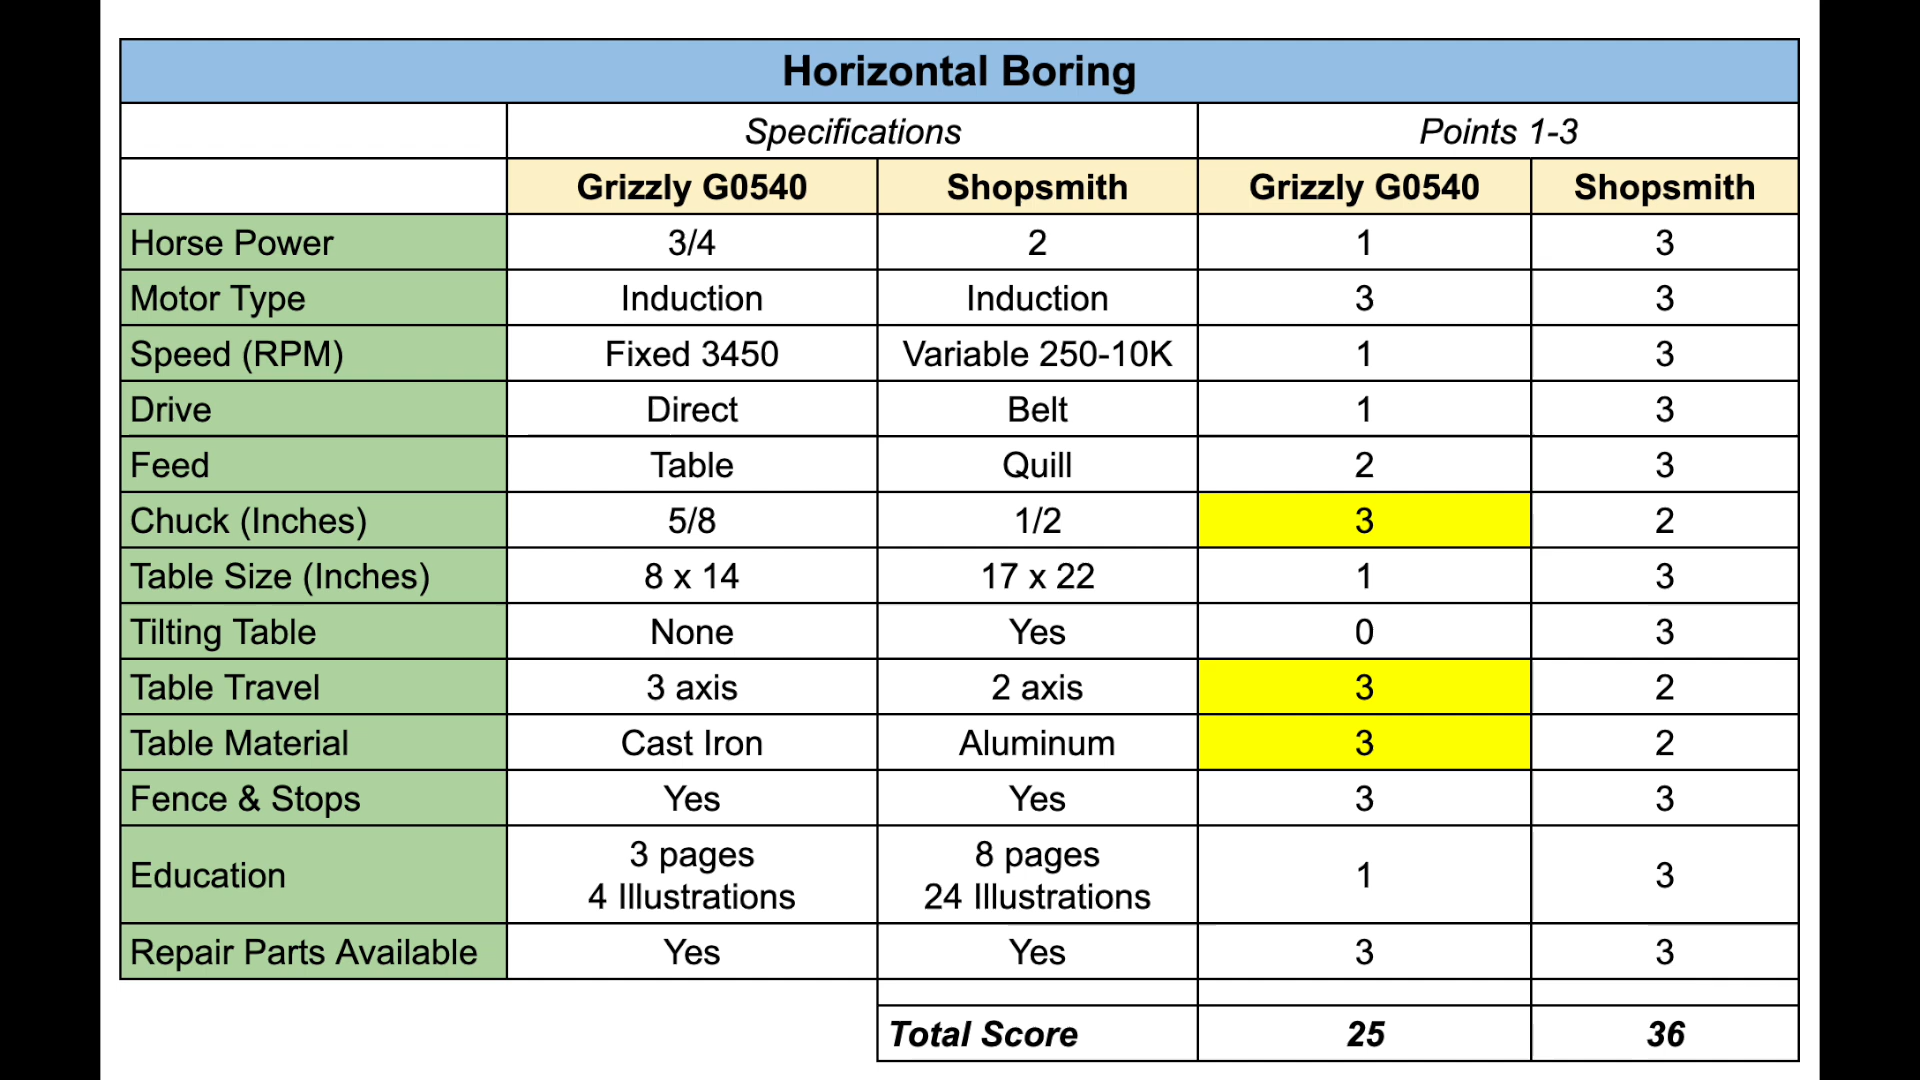 Horizontal Boring
Specifications Points 1-3
Grizzly G0540 Shopsmith Grizzly G0540 Shopsmith
Horse Power 3/4 2 1 3
Motor Type Induction Induction 3 3
Speed (RPM) Fixed 3450 Variable 250-10K 1 3
Drive Direct Belt 1 3
Feed Table Quill 2 3
Chuck (Inches) 5/8 1/2 3 2
Table Size (Inches) 8 x 14 17 x 22 1 3
Tilting Table None Yes 0 3
Table Travel 3 axis 2 axis 3 2
Table Material Cast Iron Aluminum 3 2
Fence & Stops Yes Yes 3 3
Education 3 pages 8 pages 1 3
4 Illustrations 24 Illustrations
Repair Parts Available Yes Yes 3 3
Total Score 25 36